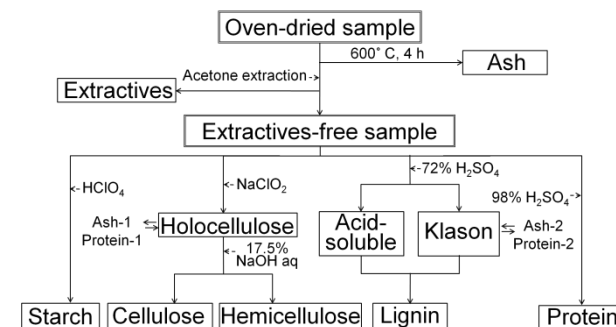 Oven-dried sample
600° C, 4 h
Ash
Acetone extraction
Extractives
Extractives-free sample
HClO₄
NaClO₂
72% H₂SO₄
98% H₂SO₄
Ash-1
Protein-1
Holocellulose
Acid-
soluble
Klason
Ash-2
Protein-2
17.5%
NaOH aq
Starch
Cellulose
Hemicellulose
Lignin
Protein